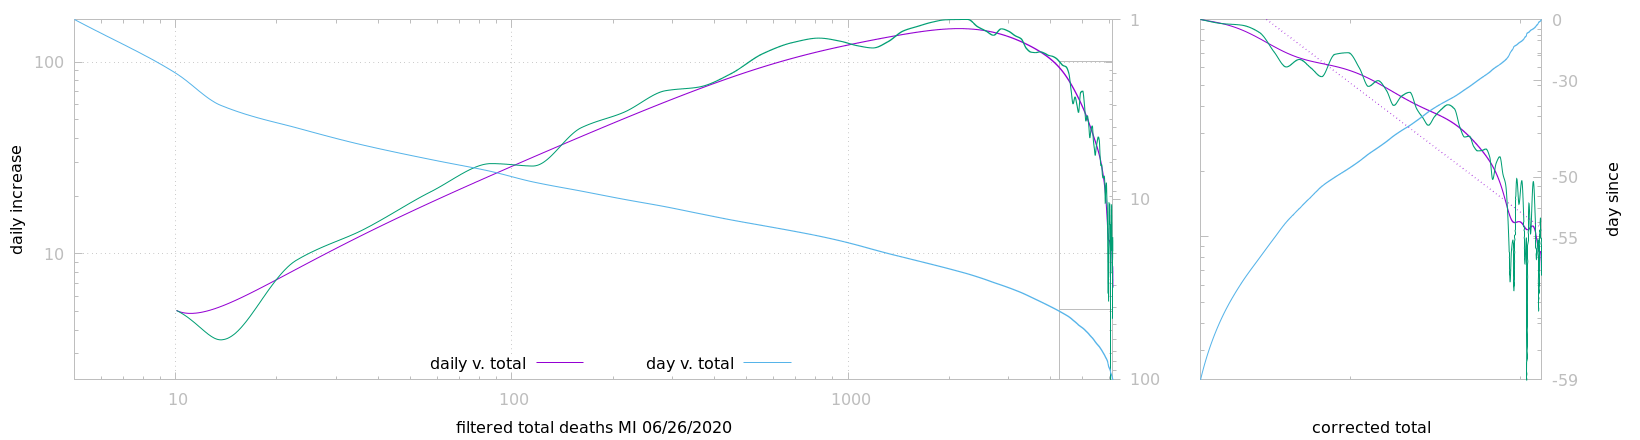 daily increase
100
10
1
10
100
daily v. total
day v. total
10
100
1000
filtered total deaths MI 06/26/2020
0
-30
-50
-55
-59
day since
corrected total